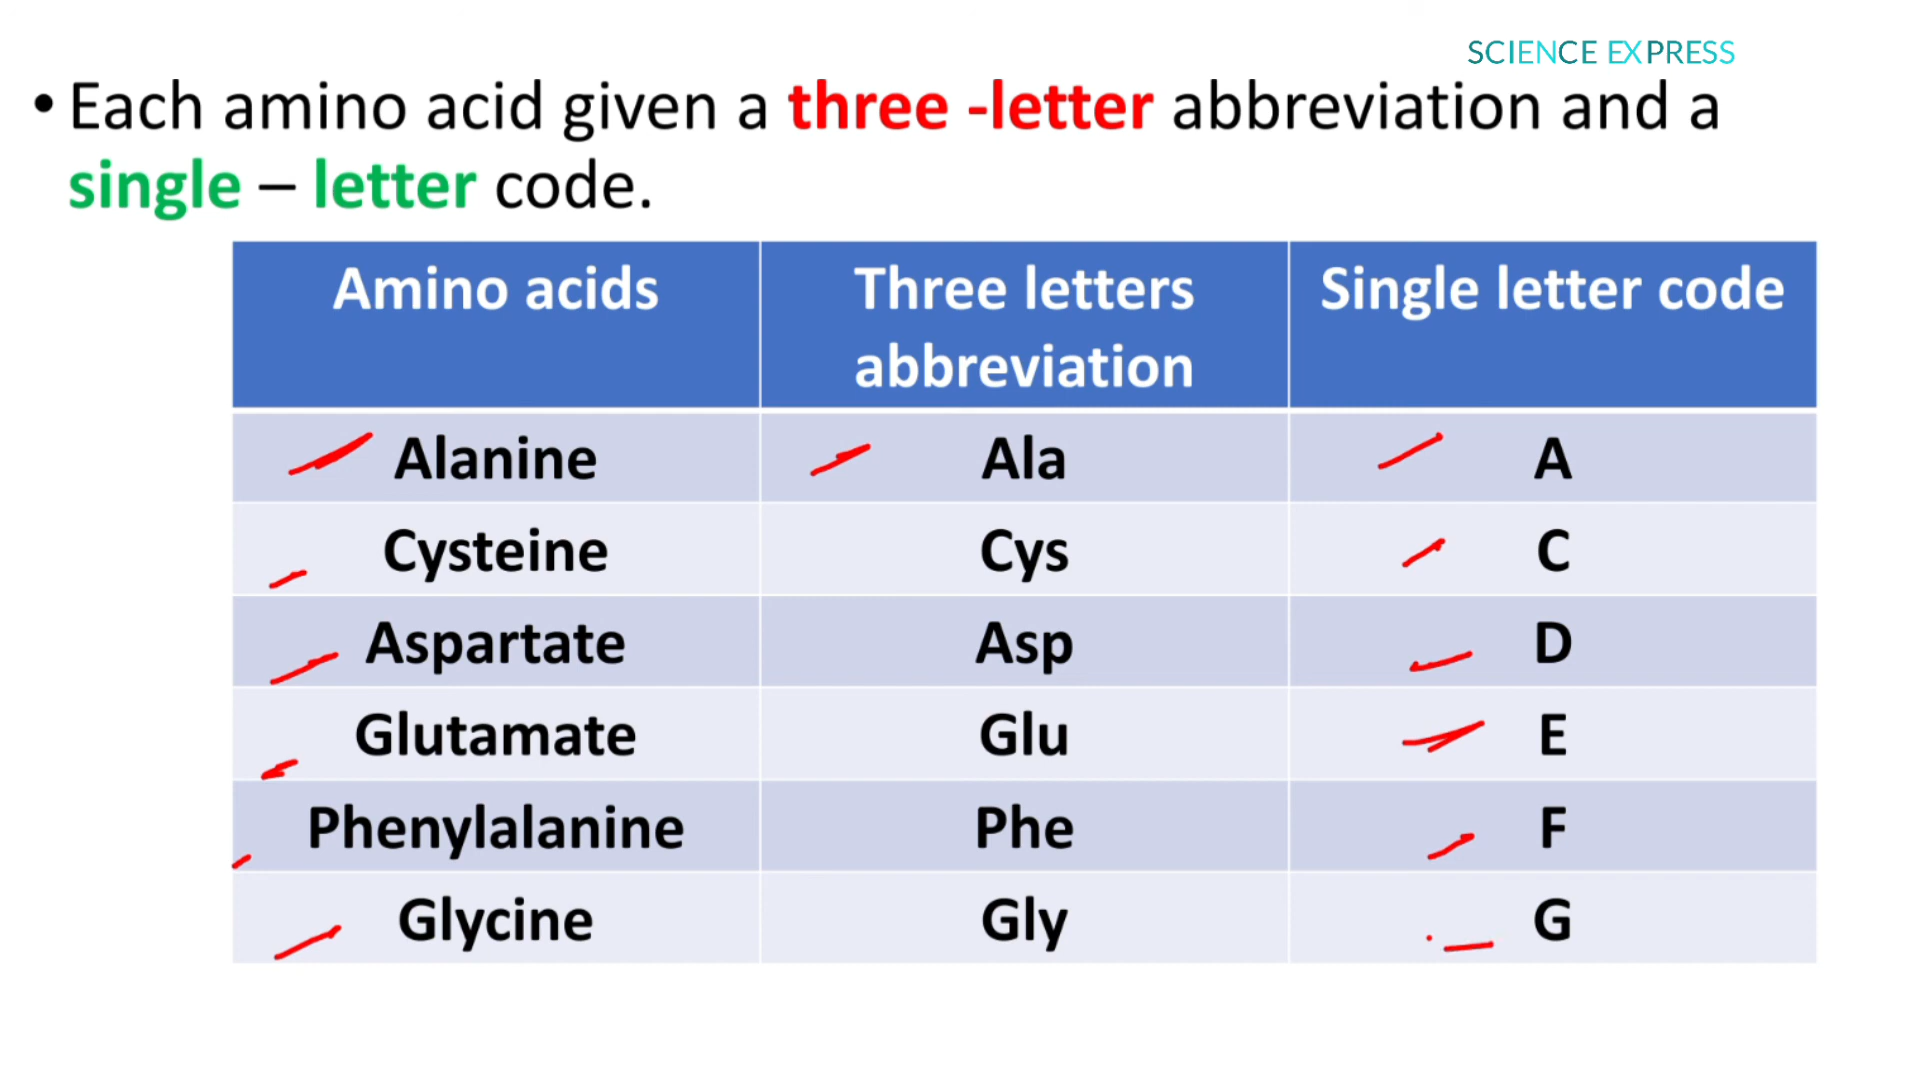 SCIENCE EXPRESS
• Each amino acid given a three -letter abbreviation and a
single – letter code.
Amino acids Three letters abbreviation Single letter code
Alanine Ala A
Cysteine Cys C
Aspartate Asp D
Glutamate Glu E
Phenylalanine Phe F
Glycine Gly G